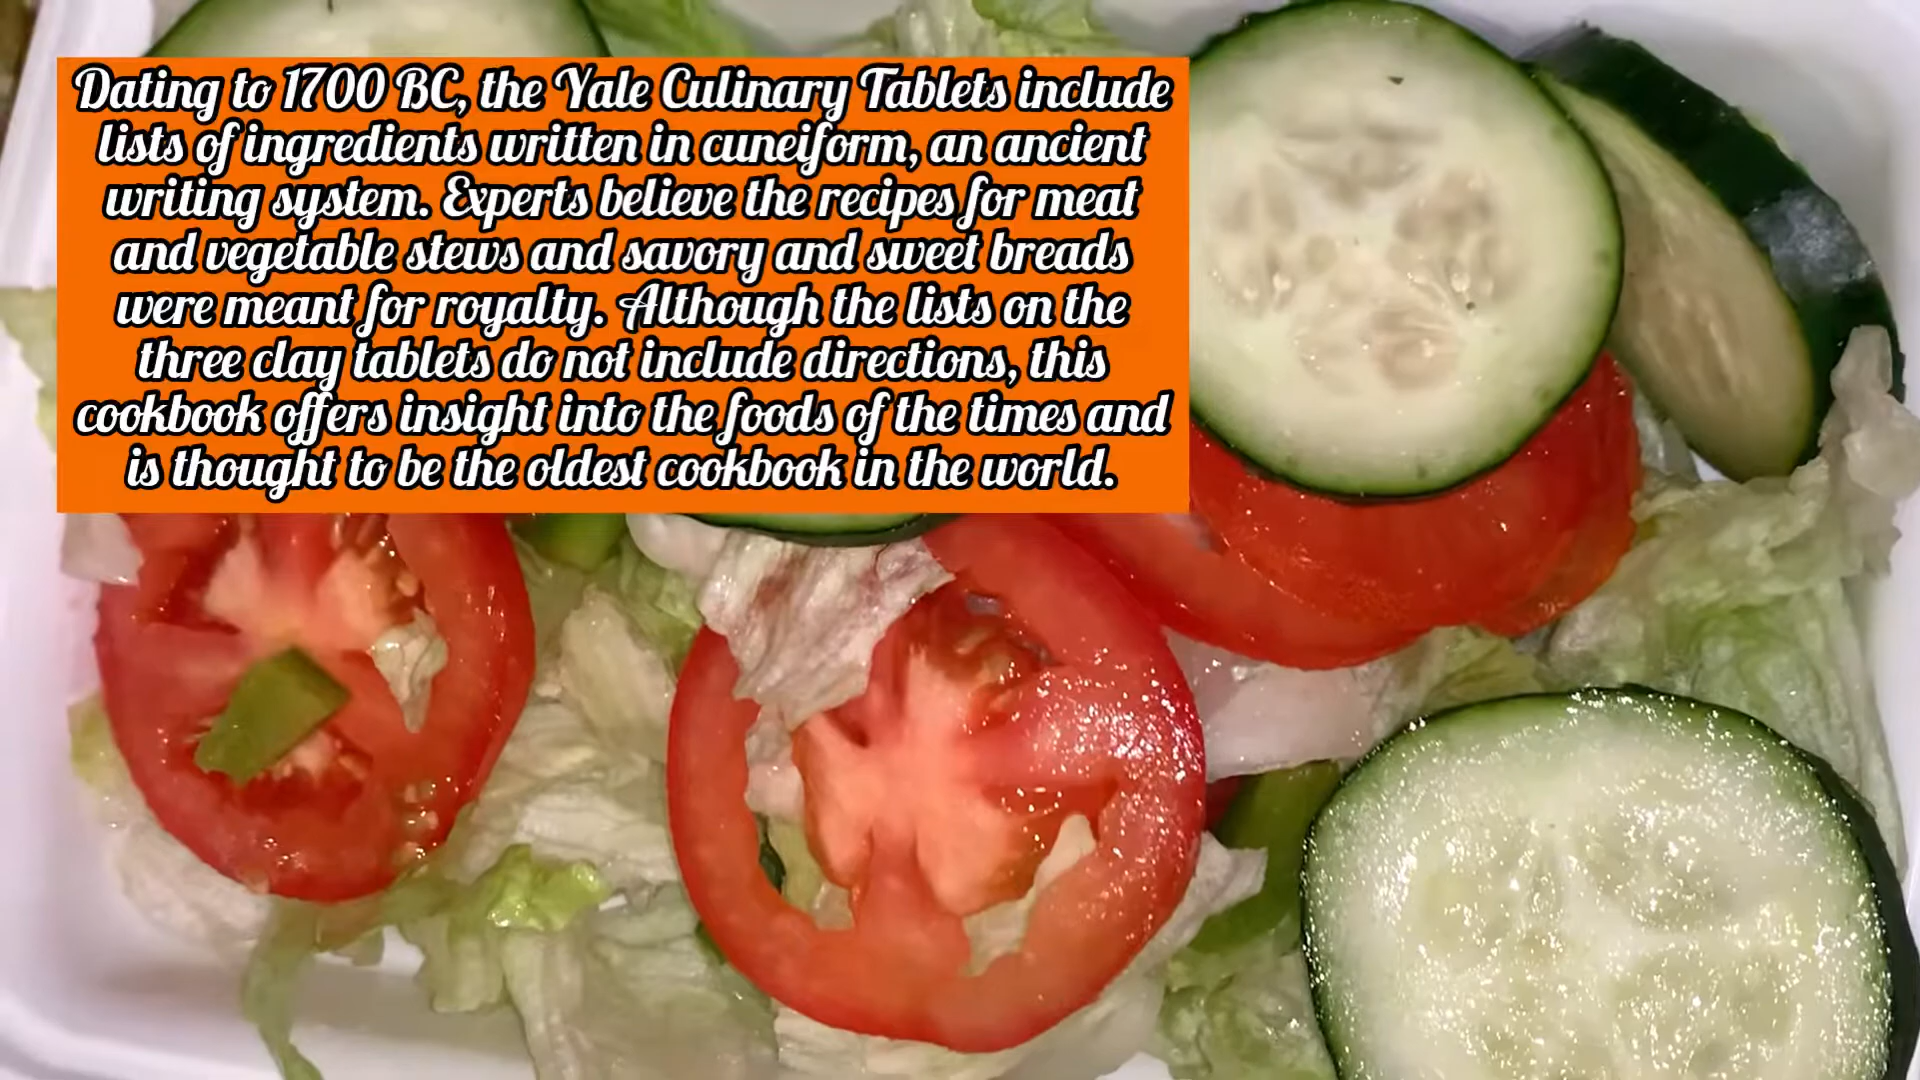 Dating to 1700 BC, the Yale Culinary Tablets include
lists of ingredients written in cuneiform, an ancient
writing system. Experts believe the recipes for meat
and vegetable stews and savory and sweet breads
were meant for royalty. Although the lists on the
three clay tablets do not include directions, this
cookbook offers insight into the foods of the times and
is thought to be the oldest cookbook in the world.